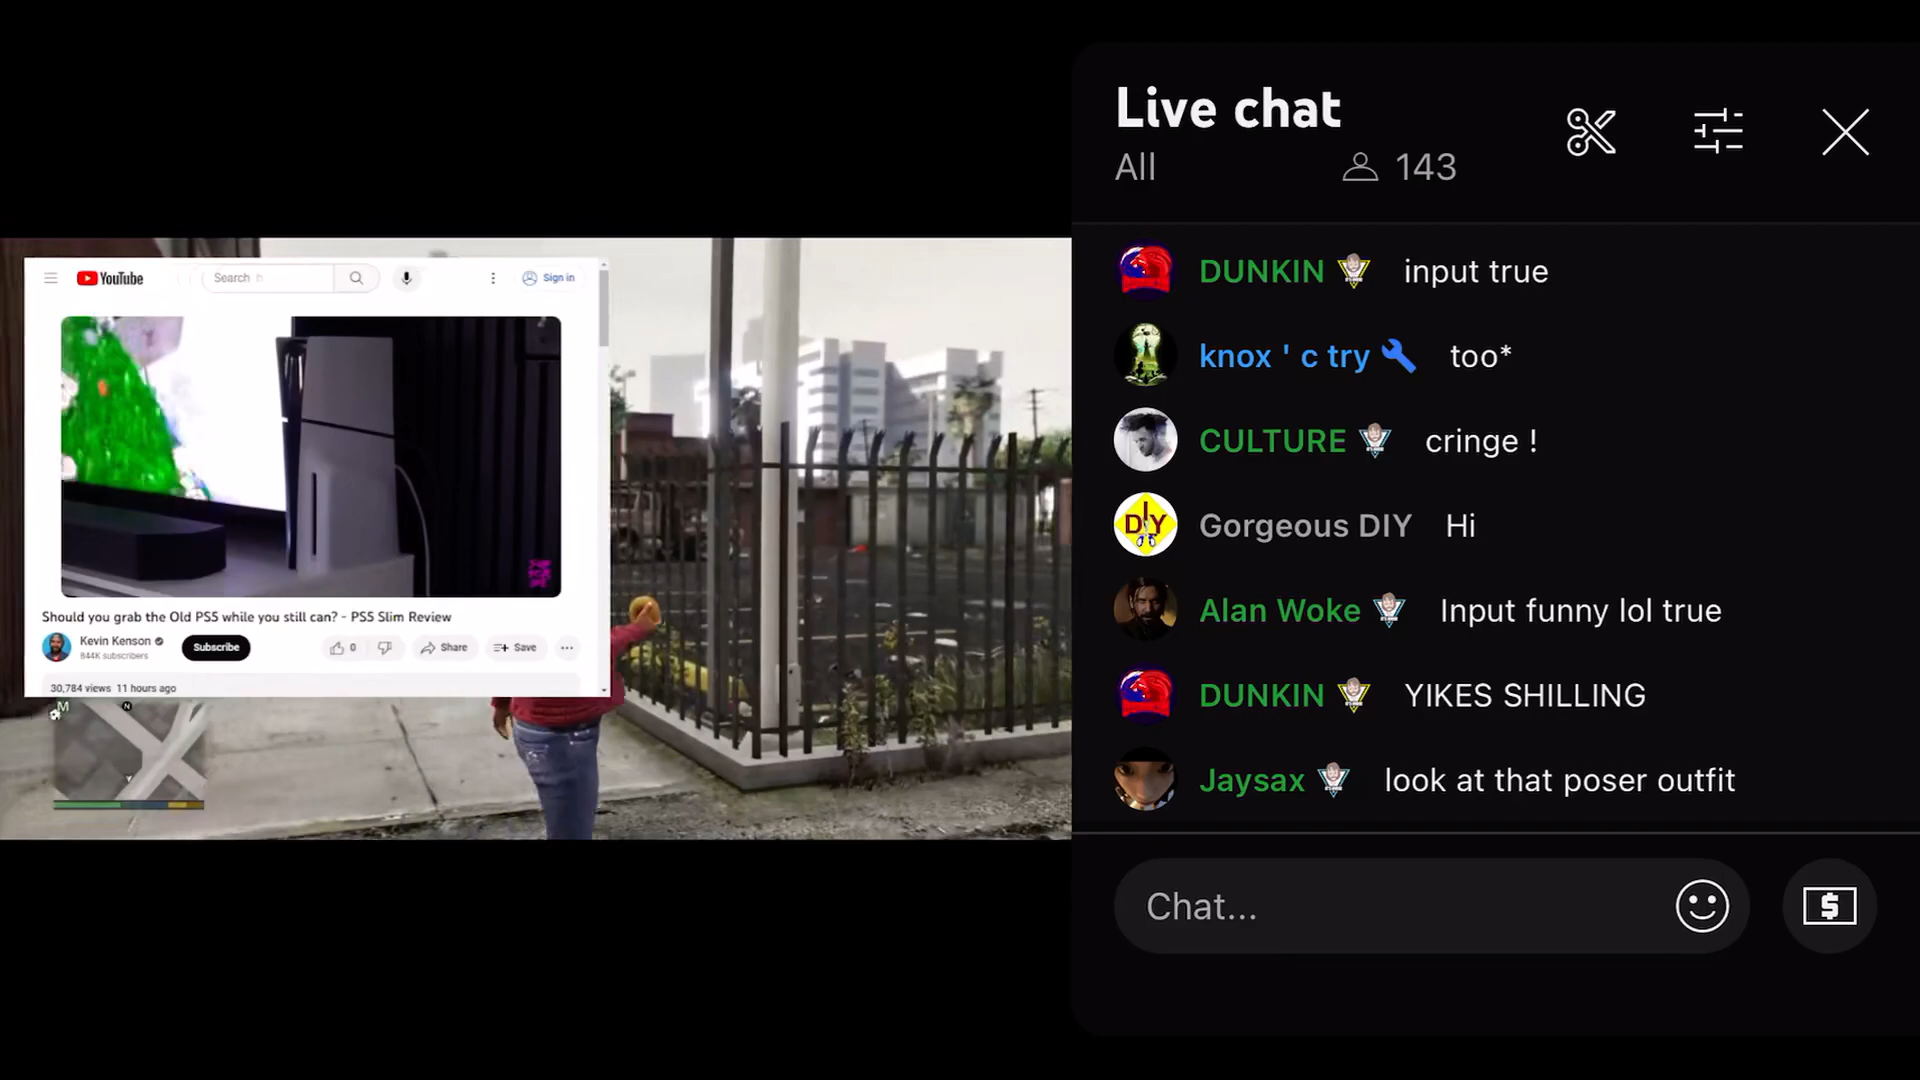 YouTube
Search
Sign in
Should you grab the Old PS5 while you still can? - PS5 Slim Review
Kevin Kenson
844K subscribers
Subscribe
0
Share
Save
30,784 views 11 hours ago
M
N
Live chat
All
143
DUNKIN input true
knox ' c try too*
CULTURE cringe !
DIY
Gorgeous DIY Hi
Alan Woke Input funny lol true
DUNKIN YIKES SHILLING
Jaysax look at that poser outfit
Chat...
$